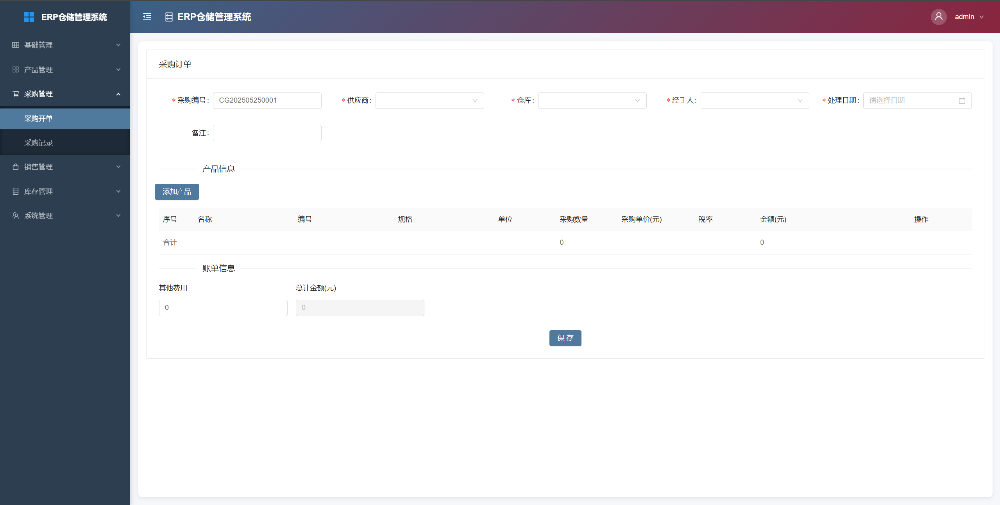 ERP仓储管理系统
ERP仓储管理系统
admin
基础管理
产品管理
采购管理
采购开单
采购记录
销售管理
库存管理
系统管理
采购订单
* 采购编号: CG202505250001
* 供应商:
* 仓库:
* 经手人:
* 处理日期: 请选择日期
备注:
产品信息
添加产品
序号 名称 编号 规格 单位 采购数量 采购单价(元) 税率 金额(元) 操作
合计 0 0
账单信息
其他费用 总计金额(元)
0 0
保 存